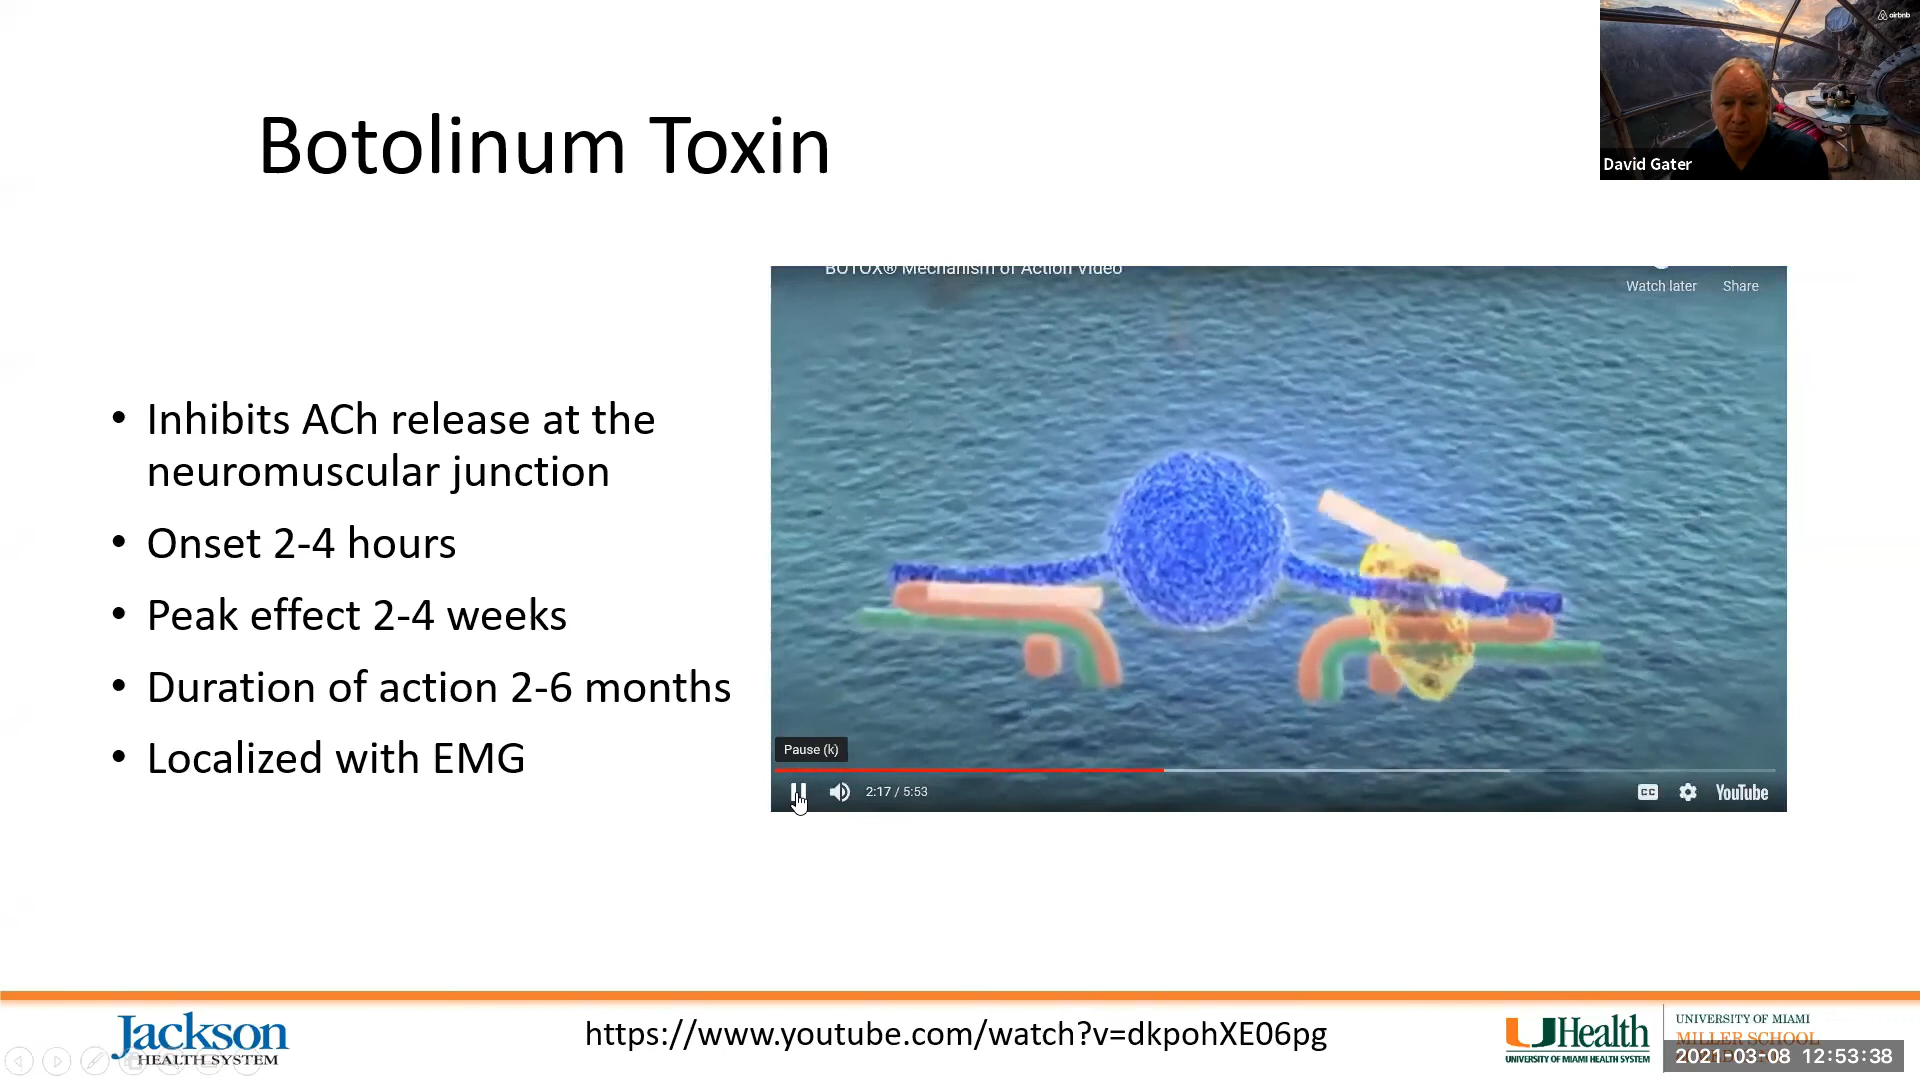 airbnb
David Gater
Botolinum Toxin
• Inhibits ACh release at the
neuromuscular junction
• Onset 2-4 hours
• Peak effect 2-4 weeks
• Duration of action 2-6 months
• Localized with EMG
BOTOX® Mechanism of Action Video
Watch later Share
Pause (k)
2:17 / 5:53
CC
YouTube
Jackson
HEALTH SYSTEM
https://www.youtube.com/watch?v=dkpohXE06pg
UHealth
UNIVERSITY OF MIAMI HEALTH SYSTEM
UNIVERSITY OF MIAMI
MILLER SCHOOL
2021-03-08 12:53:38